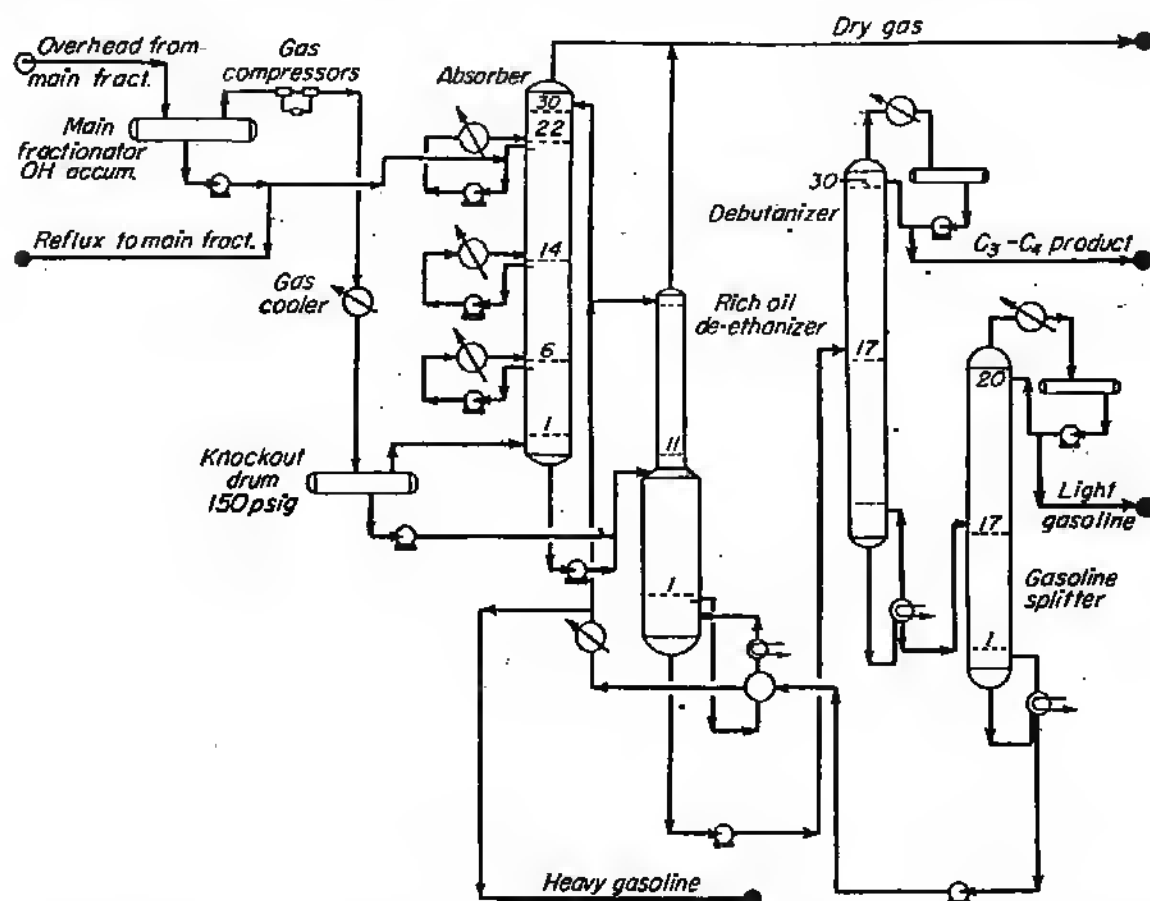 Overhead from
main fract.
Gas
compressors
Absorber
Dry gas
Main
fractionator
OH accum.
30
22
Reflux to main fract.
14
Gas
cooler
6
1
Knockout
drum
150 psig
Debutanizer
30
C3-C4 product
Rich oil
de-ethanizer
17
20
11
Light
gasoline
17
Gasoline
splitter
1
1
Heavy gasoline